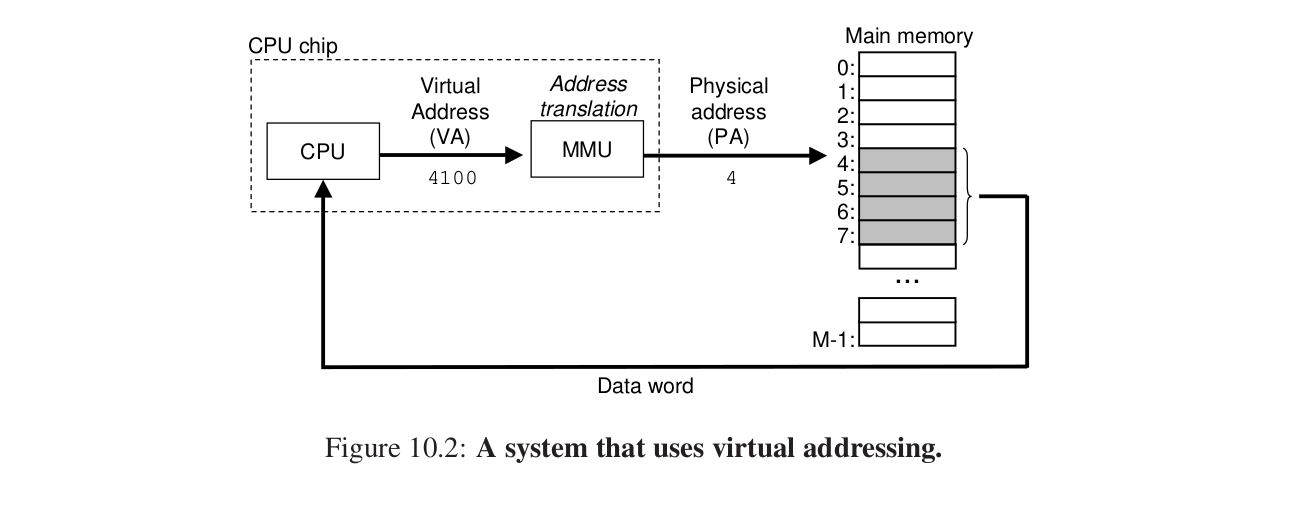 Main memory
CPU chip
0:
Virtual
Address
(VA)
Address
translation
Physical
address
(PA)
1:
2:
3:
CPU
MMU
4:
4100
4
5:
6:
7:
...
M-1:
Data word
Figure 10.2: A system that uses virtual addressing.